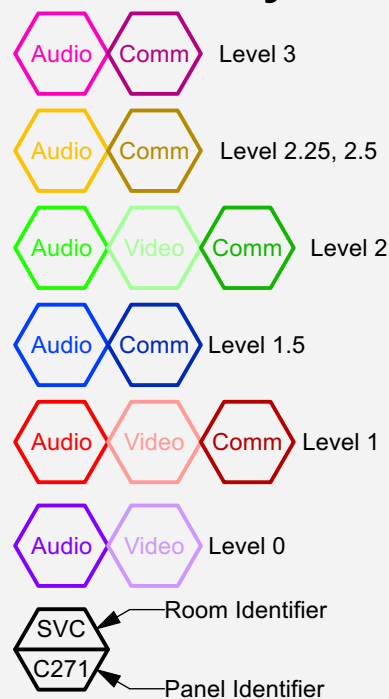 Audio Comm Level 3
Audio Comm Level 2.25, 2.5
Audio Video Comm Level 2
Audio Comm Level 1.5
Audio Video Comm Level 1
Audio Video Level 0
SVC Room Identifier
C271 Panel Identifier